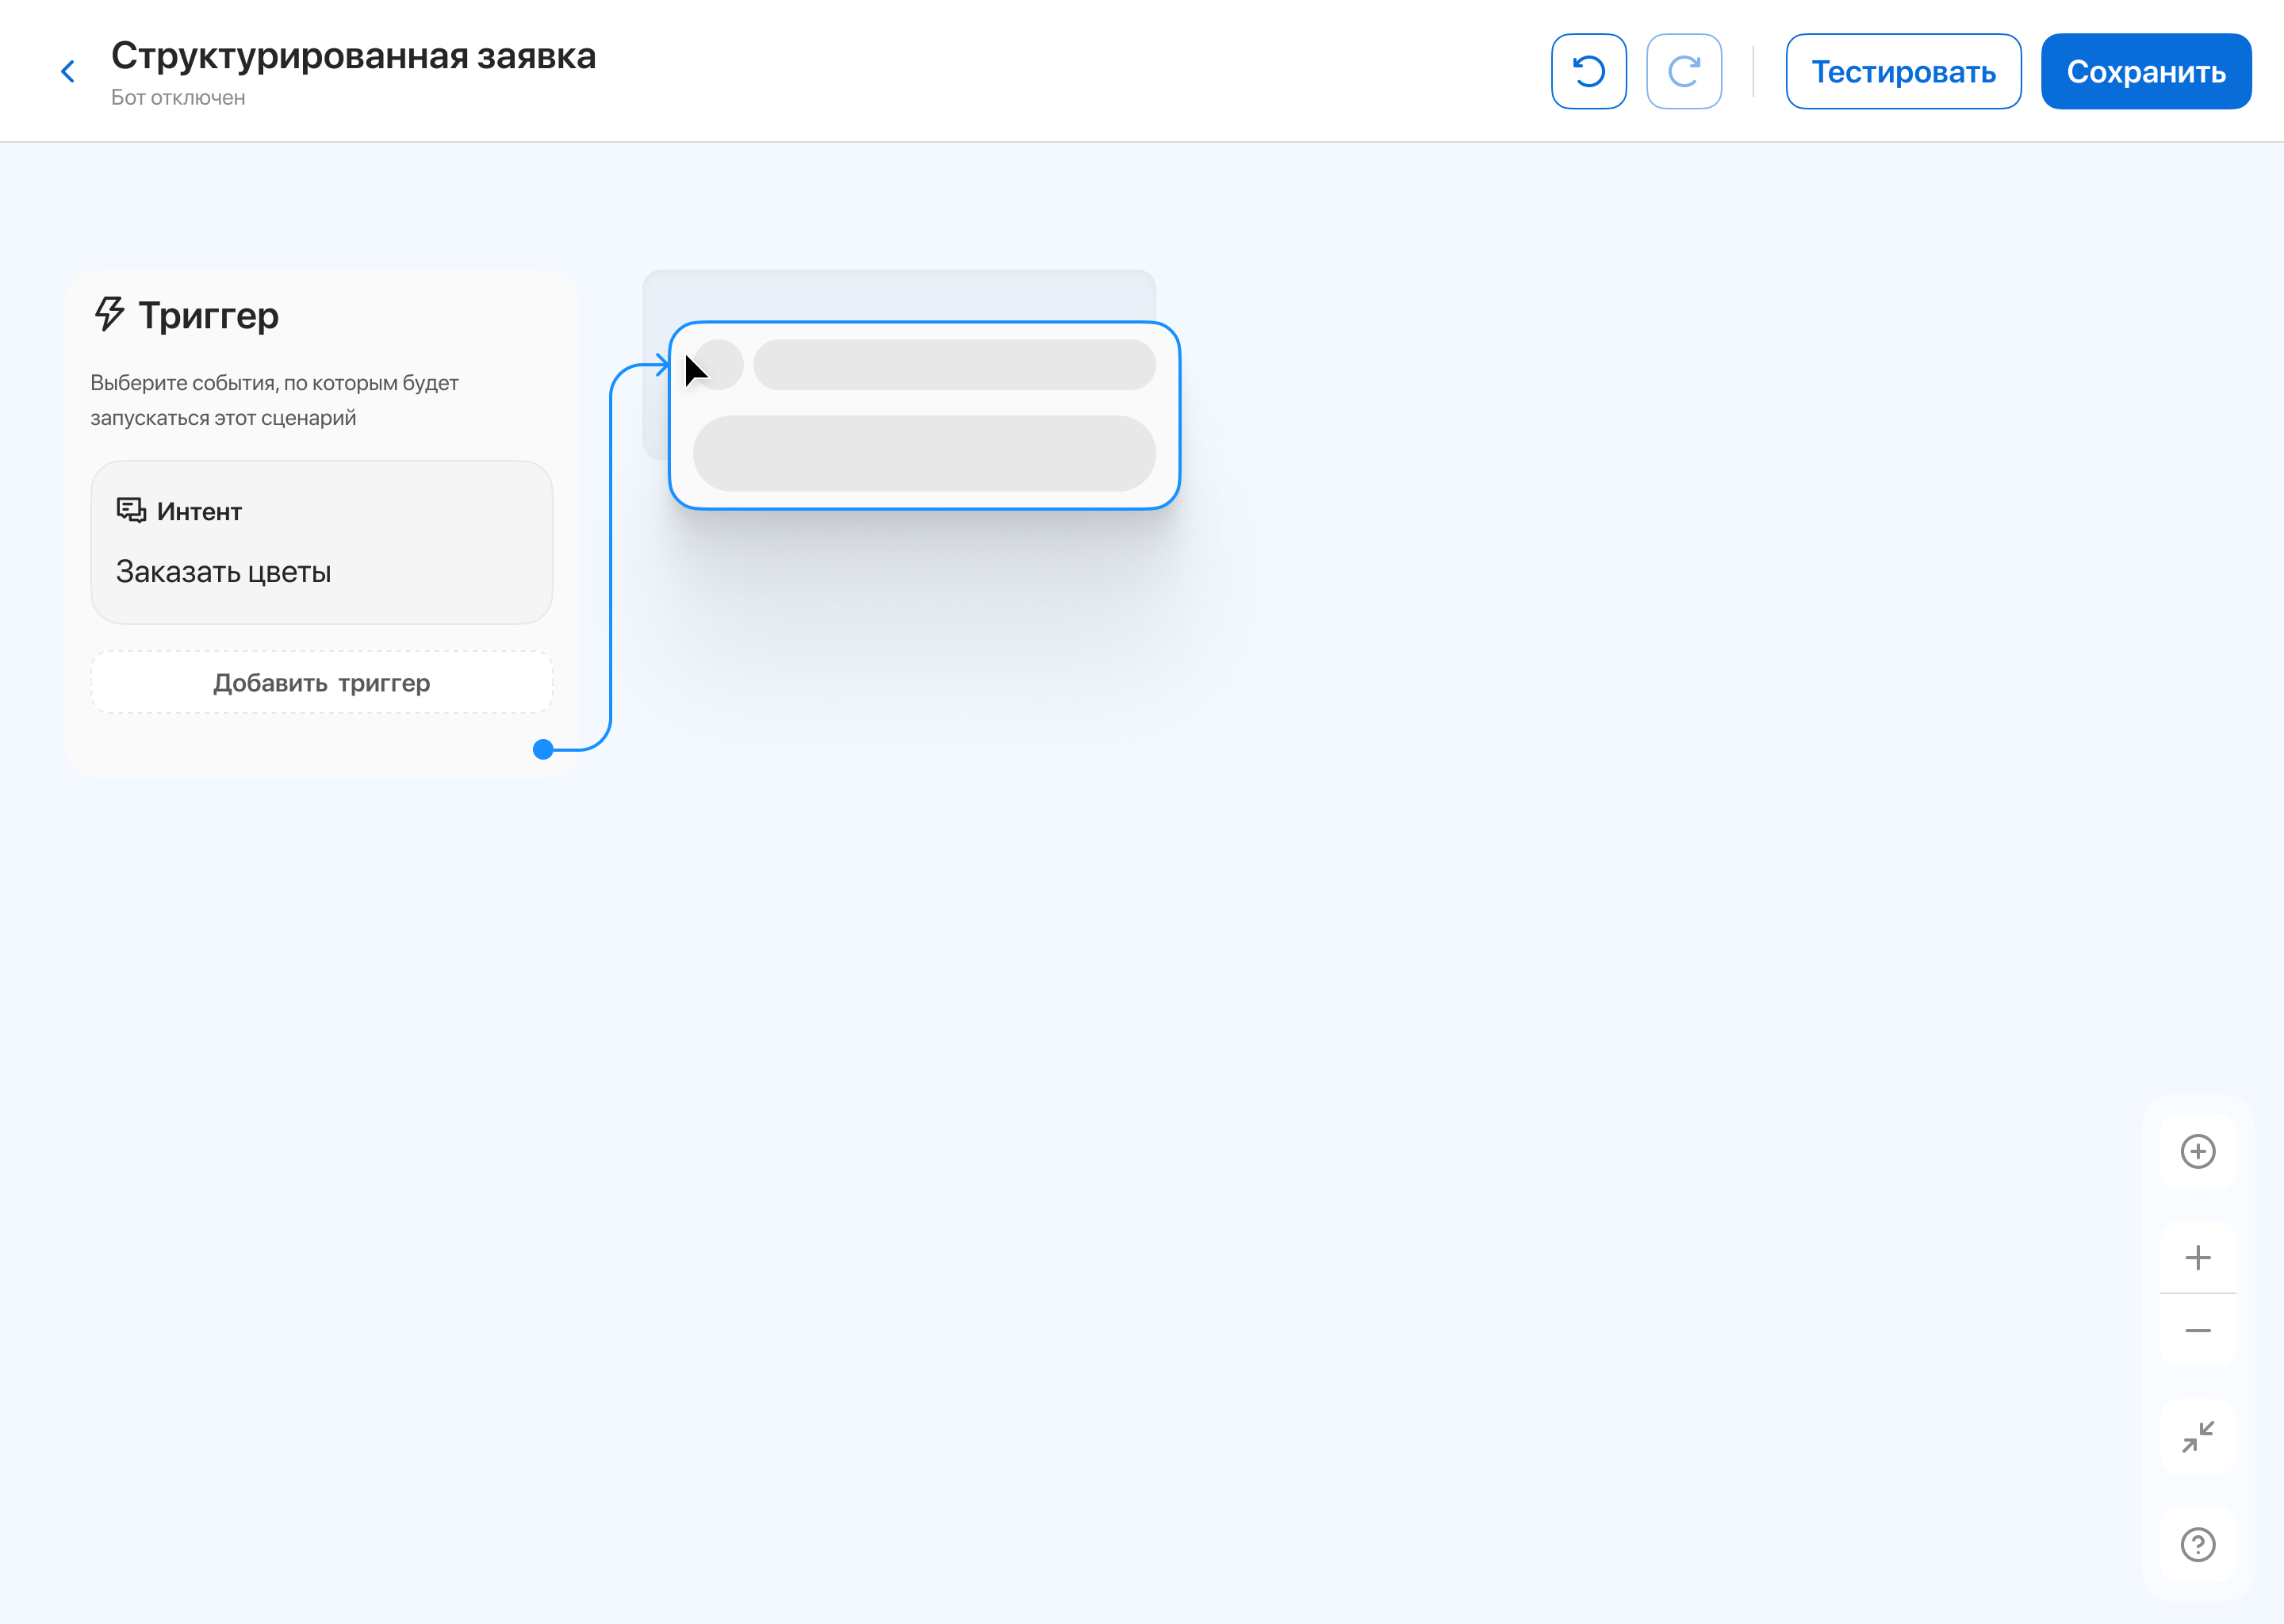 Структурированная заявка
Бот отключен
Тестировать
Сохранить
Триггер
Выберите события, по которым будет
запускаться этот сценарий
Интент
Заказать цветы
Добавить триггер